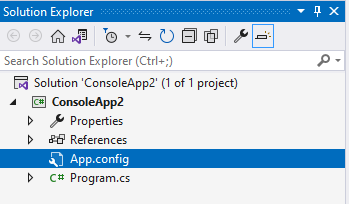 Solution Explorer
Search Solution Explorer (Ctrl+;)
Solution 'ConsoleApp2' (1 of 1 project)
C# ConsoleApp2
Properties
References
App.config
C# Program.cs